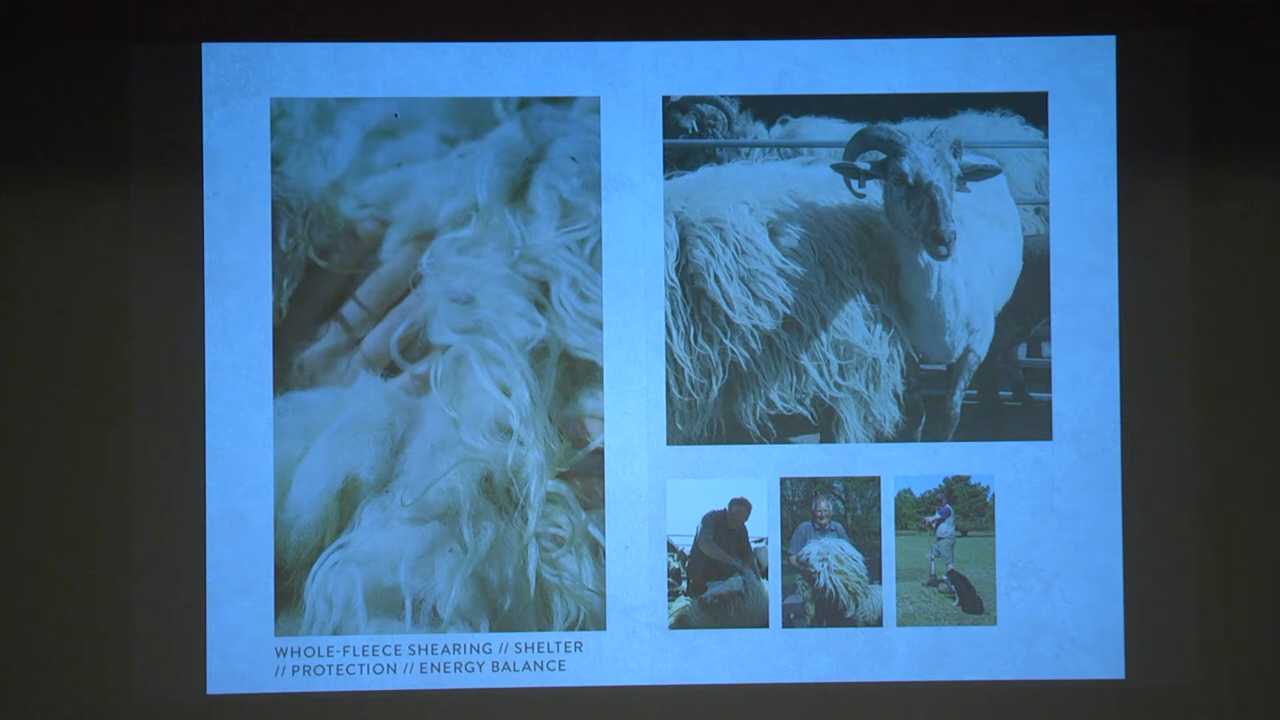 WHOLE-FLEECE SHEARING // SHELTER
// PROTECTION // ENERGY BALANCE